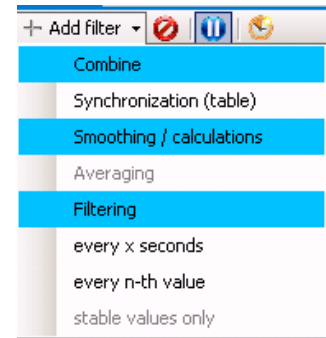 Add filter
Combine
Synchronization (table)
Smoothing / calculations
Averaging
Filtering
every x seconds
every n-th value
stable values only